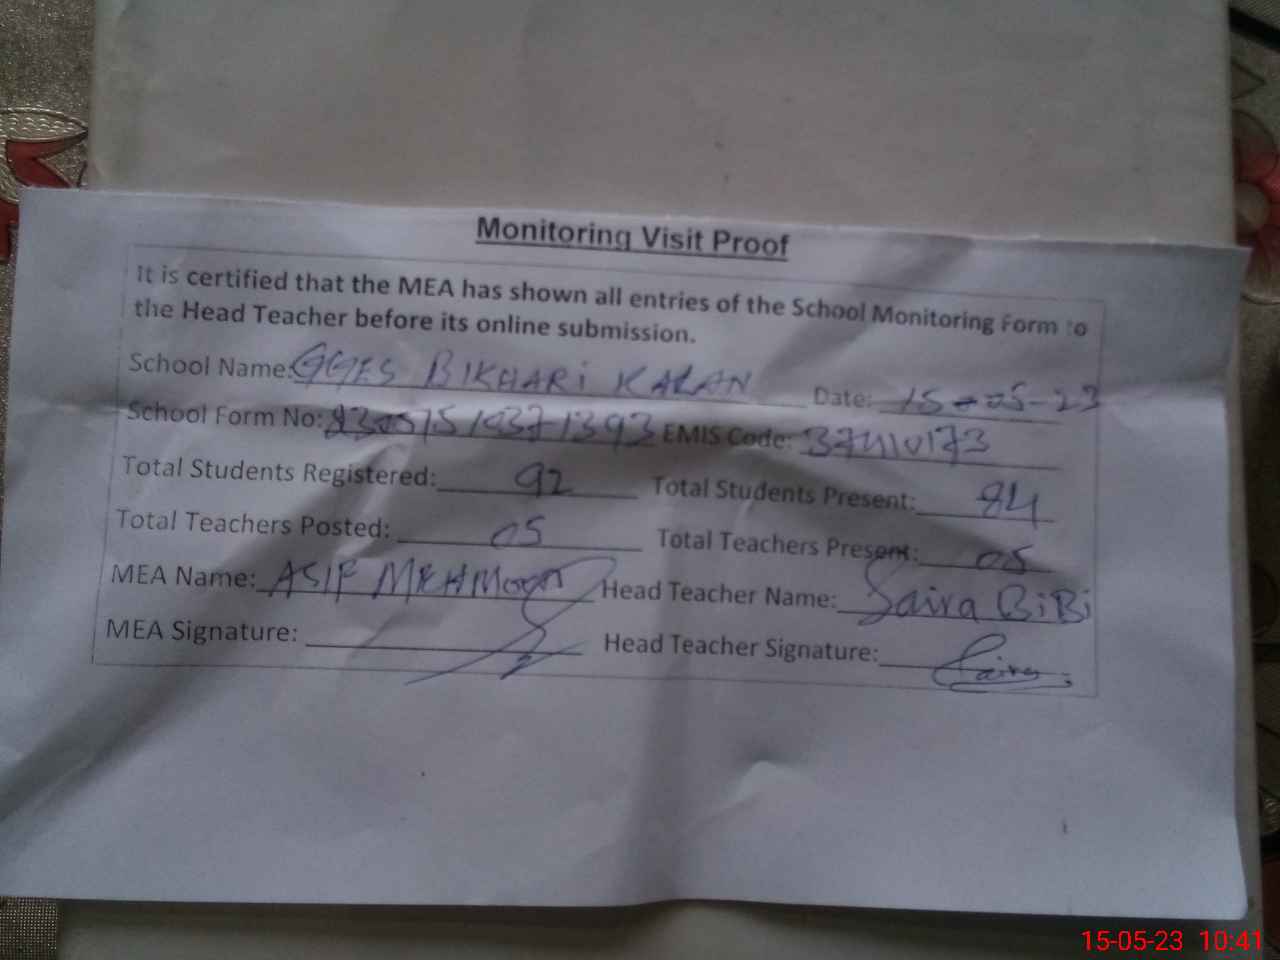 Monitoring Visit Proof
It is certified that the MEA has shown all entries of the School Monitoring Form to
the Head Teacher before its online submission.
School Name: GGES BIKHARI KALAN Date: 15-05-23
School Form No: EMIS Code: 37410173
Total Students Registered: 92 Total Students Present: 84
Total Teachers Posted: 05 Total Teachers Present: 05
MEA Name: ASIF MEHMOOD Head Teacher Name: Saira BiBi
MEA Signature: Head Teacher Signature: Saira
15-05-23 10:41